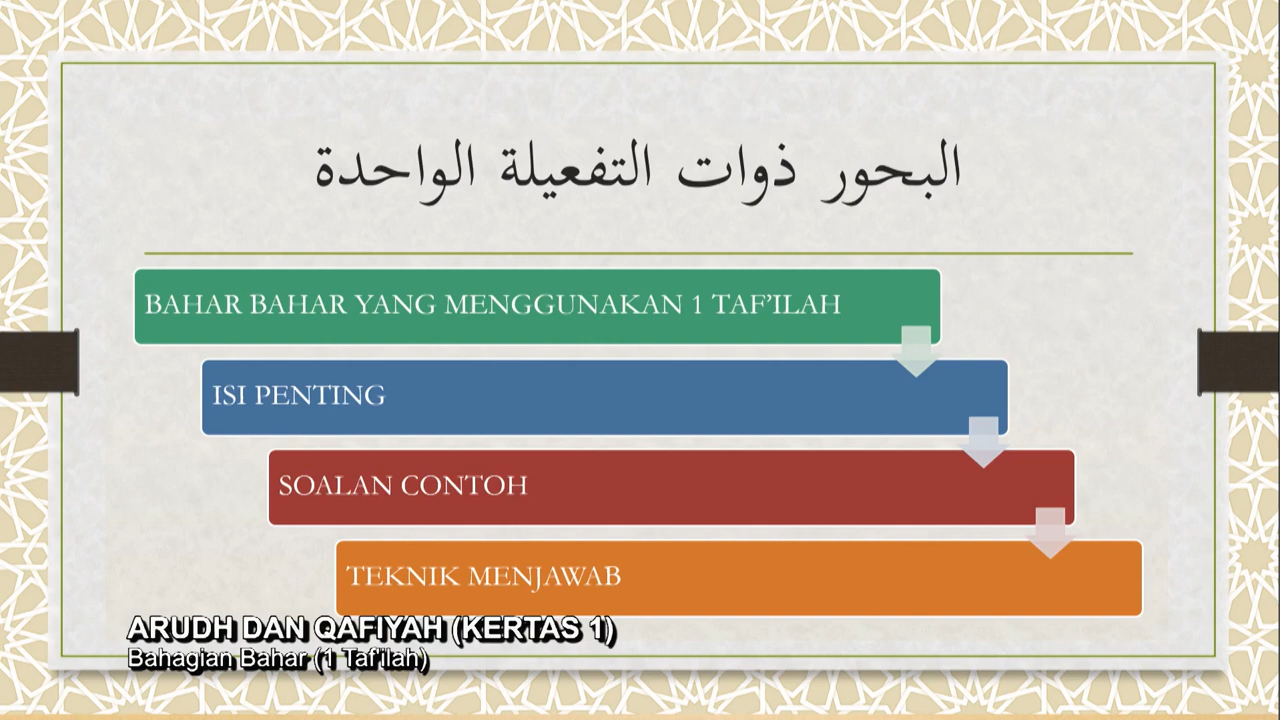 البحور ذوات التفعيلة الواحدة
BAHAR BAHAR YANG MENGGUNAKAN 1 TAF’ILAH
ISI PENTING
SOALAN CONTOH
TEKNIK MENJAWAB
ARUDH DAN QAFIYAH (KERTAS 1)
Bahagian Bahar (1 Taf'ilah)